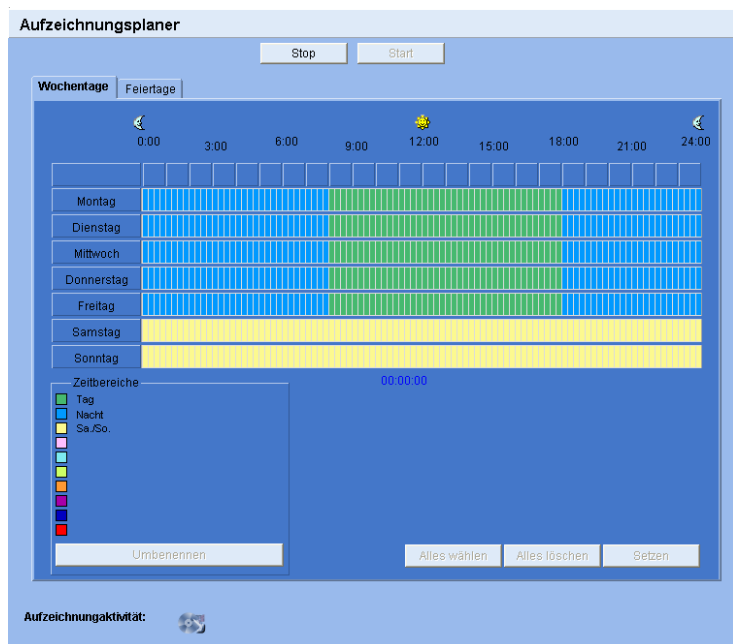 Aufzeichnungsplaner
Stop Start
Wochentage Feiertage
0:00 3:00 6:00 9:00 12:00 15:00 18:00 21:00 24:00
Montag
Dienstag
Mittwoch
Donnerstag
Freitag
Samstag
Sonntag
Zeitbereiche 00:00:00
Tag
Nacht
Sa./So.
Umbenennen Alles wählen Alles löschen Setzen
Aufzeichnungaktivität: